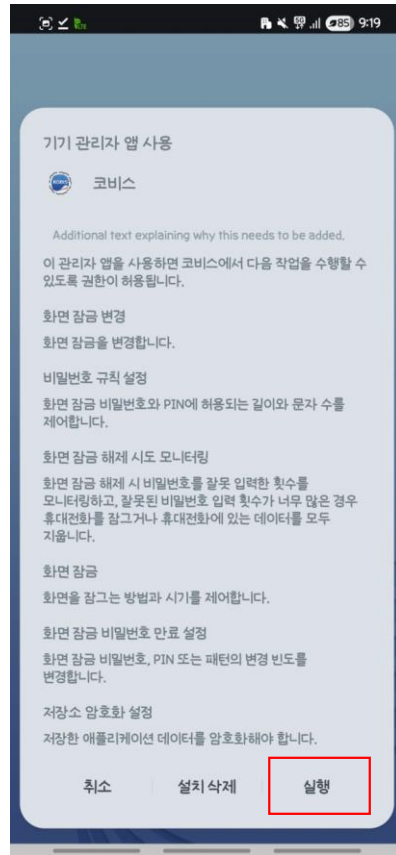 9:19
85
기기 관리자 앱 사용
코비스
Additional text explaining why this needs to be added.
이 관리자 앱을 사용하면 코비스에서 다음 작업을 수행할 수
있도록 권한이 허용됩니다.
화면 잠금 변경
화면 잠금을 변경합니다.
비밀번호 규칙 설정
화면 잠금 비밀번호와 PIN에 허용되는 길이와 문자 수를
제어합니다.
화면 잠금 해제 시도 모니터링
화면 잠금 해제 시 비밀번호를 잘못 입력한 횟수를
모니터링하고, 잘못된 비밀번호 입력 횟수가 너무 많은 경우
휴대전화를 잠그거나 휴대전화에 있는 데이터를 모두
지웁니다.
화면 잠금
화면을 잠그는 방법과 시기를 제어합니다.
화면 잠금 비밀번호 만료 설정
화면 잠금 비밀번호, PIN 또는 패턴의 변경 빈도를
변경합니다.
저장소 암호화 설정
저장한 애플리케이션 데이터를 암호화해야 합니다.
취소 설치 삭제 실행